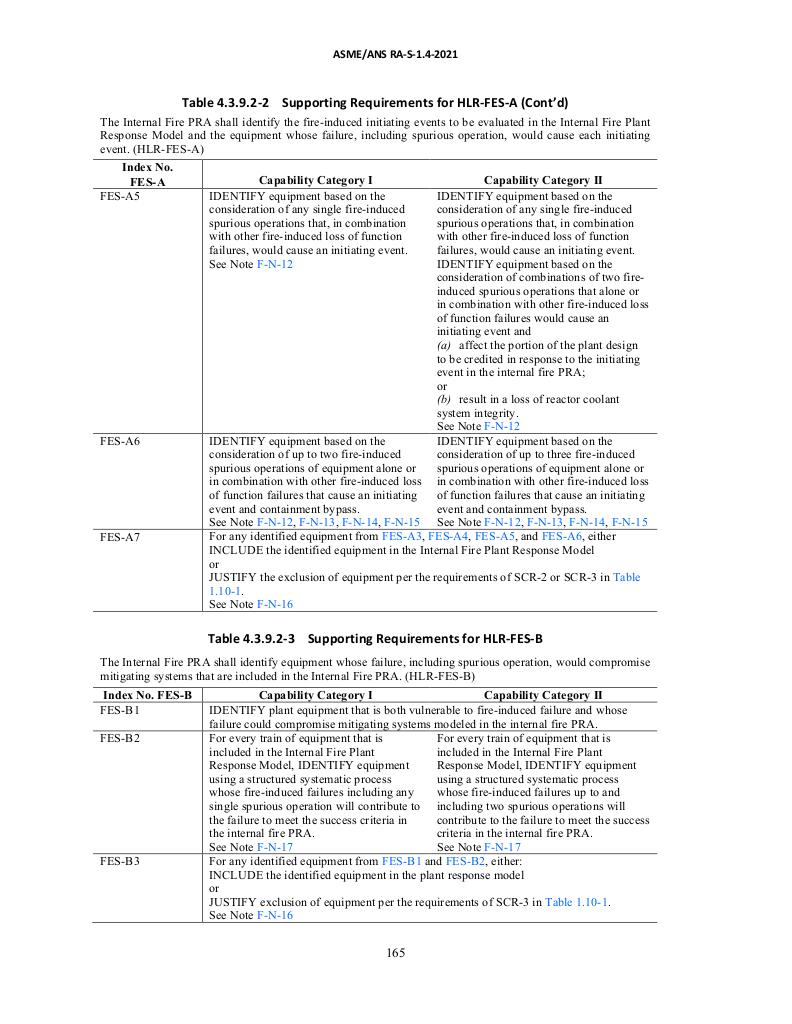 ASME/ANS RA-S-1.4-2021
Table 4.3.9.2-2 Supporting Requirements for HLR-FES-A (Cont’d)
The Internal Fire PRA shall identify the fire-induced initiating events to be evaluated in the Internal Fire Plant
Response Model and the equipment whose failure, including spurious operation, would cause each initiating
event. (HLR-FES-A)
Index No.
FES-A
Capability Category I
Capability Category II
FES-A5
IDENTIFY equipment based on the
consideration of any single fire-induced
spurious operations that, in combination
with other fire-induced loss of function
failures, would cause an initiating event.
See Note F-N-12
IDENTIFY equipment based on the
consideration of any single fire-induced
spurious operations that, in combination
with other fire-induced loss of function
failures, would cause an initiating event.
IDENTIFY equipment based on the
consideration of combinations of two fire-
induced spurious operations that alone or
in combination with other fire-induced loss
of function failures would cause an
initiating event and
(a) affect the portion of the plant design
to be credited in response to the initiating
event in the internal fire PRA;
or
(b) result in a loss of reactor coolant
system integrity.
See Note F-N-12
FES-A6
IDENTIFY equipment based on the
consideration of up to two fire-induced
spurious operations of equipment alone or
in combination with other fire-induced loss
of function failures that cause an initiating
event and containment bypass.
See Note F-N-12, F-N-13, F-N-14, F-N-15
IDENTIFY equipment based on the
consideration of up to three fire-induced
spurious operations of equipment alone or
in combination with other fire-induced loss
of function failures that cause an initiating
event and containment bypass.
See Note F-N-12, F-N-13, F-N-14, F-N-15
FES-A7
For any identified equipment from FES-A3, FES-A4, FES-A5, and FES-A6, either
INCLUDE the identified equipment in the Internal Fire Plant Response Model
or
JUSTIFY the exclusion of equipment per the requirements of SCR-2 or SCR-3 in Table
1.10-1.
See Note F-N-16
Table 4.3.9.2-3 Supporting Requirements for HLR-FES-B
The Internal Fire PRA shall identify equipment whose failure, including spurious operation, would compromise
mitigating systems that are included in the Internal Fire PRA. (HLR-FES-B)
Index No. FES-B
Capability Category I
Capability Category II
FES-B1
IDENTIFY plant equipment that is both vulnerable to fire-induced failure and whose
failure could compromise mitigating systems modeled in the internal fire PRA.
FES-B2
For every train of equipment that is
included in the Internal Fire Plant
Response Model, IDENTIFY equipment
using a structured systematic process
whose fire-induced failures including any
single spurious operation will contribute to
the failure to meet the success criteria in
the internal fire PRA.
See Note F-N-17
For every train of equipment that is
included in the Internal Fire Plant
Response Model, IDENTIFY equipment
using a structured systematic process
whose fire-induced failures up to and
including two spurious operations will
contribute to the failure to meet the success
criteria in the internal fire PRA.
See Note F-N-17
FES-B3
For any identified equipment from FES-B1 and FES-B2, either:
INCLUDE the identified equipment in the plant response model
or
JUSTIFY exclusion of equipment per the requirements of SCR-3 in Table 1.10-1.
See Note F-N-16
165